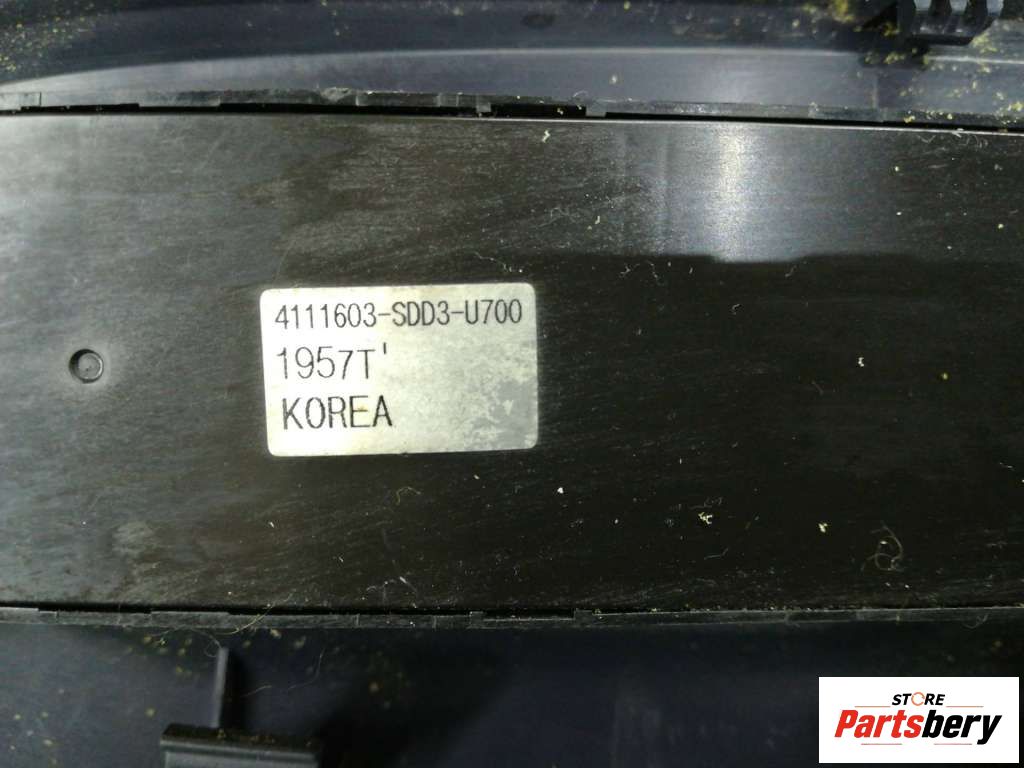 4111603-SDD3-U700
1957T'
KOREA
STORE
Partsbery